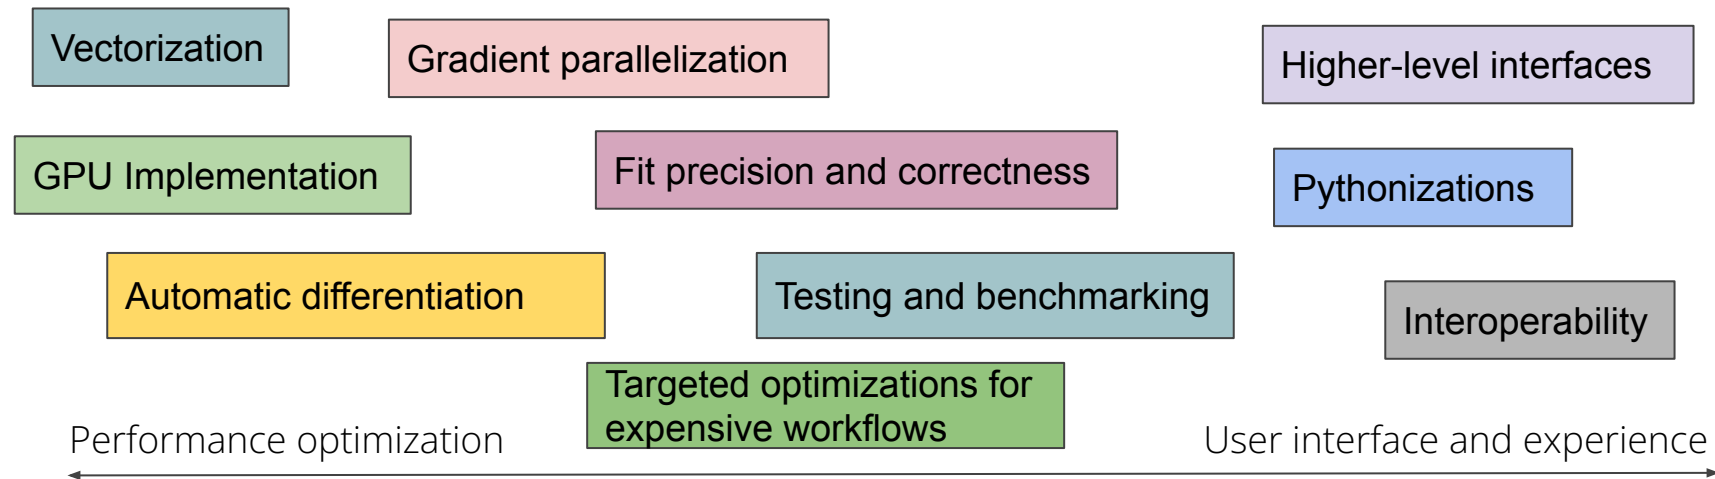 Vectorization
Gradient parallelization
Higher-level interfaces
GPU Implementation
Fit precision and correctness
Pythonizations
Automatic differentiation
Testing and benchmarking
Interoperability
Targeted optimizations for
expensive workflows
Performance optimization
User interface and experience